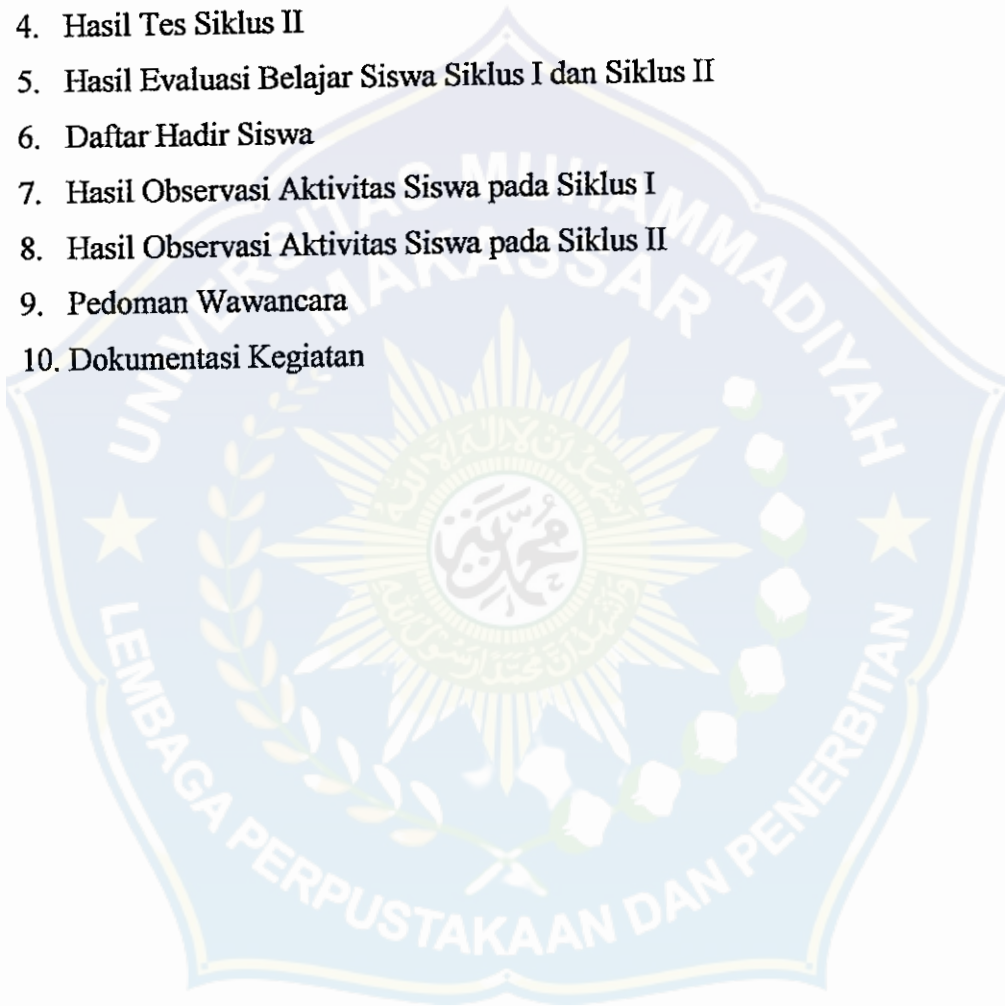 4. Hasil Tes Siklus II
5. Hasil Evaluasi Belajar Siswa Siklus I dan Siklus II
6. Daftar Hadir Siswa
7. Hasil Observasi Aktivitas Siswa pada Siklus I
8. Hasil Observasi Aktivitas Siswa pada Siklus II
9. Pedoman Wawancara
10. Dokumentasi Kegiatan
UNIVERSITAS MUHAMMADIYAH
MAKASSAR
LEMBAGA PERPUSTAKAAN DAN PENERBITAN